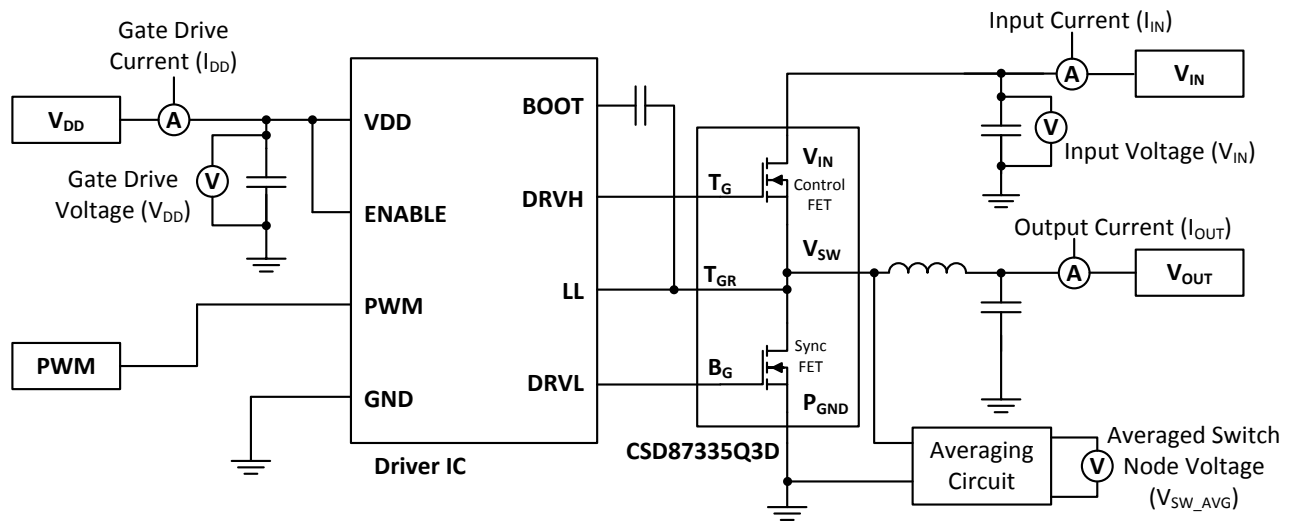 Gate Drive
Current (I_DD)
V_DD
A
V
Gate Drive
Voltage (V_DD)
PWM
VDD
ENABLE
PWM
GND
BOOT
DRVH
LL
DRVL
Driver IC
T_G
T_GR
B_G
V_IN
Control
FET
V_SW
Sync
FET
P_GND
CSD87335Q3D
Input Current (I_IN)
A
V_IN
V
Input Voltage (V_IN)
Output Current (I_OUT)
A
V_OUT
Averaging
Circuit
V
Averaged Switch
Node Voltage
(V_SW_AVG)